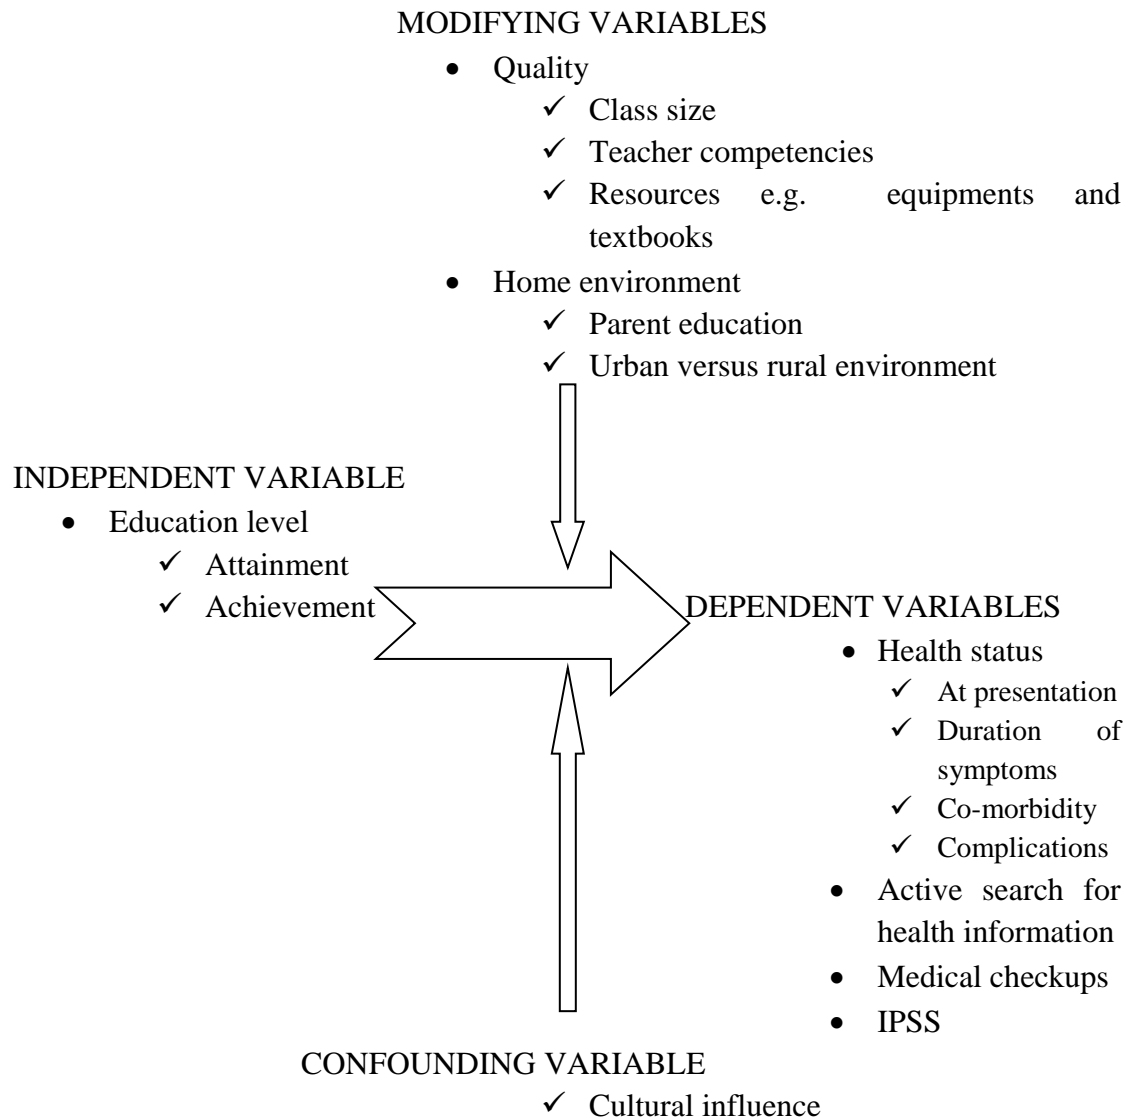 MODIFYING VARIABLES
• Quality
✓ Class size
✓ Teacher competencies
✓ Resources e.g. equipments and
textbooks
• Home environment
✓ Parent education
✓ Urban versus rural environment
INDEPENDENT VARIABLE
• Education level
✓ Attainment
✓ Achievement
DEPENDENT VARIABLES
• Health status
✓ At presentation
✓ Duration of
symptoms
✓ Co-morbidity
✓ Complications
• Active search for
health information
• Medical checkups
• IPSS
CONFOUNDING VARIABLE
✓ Cultural influence